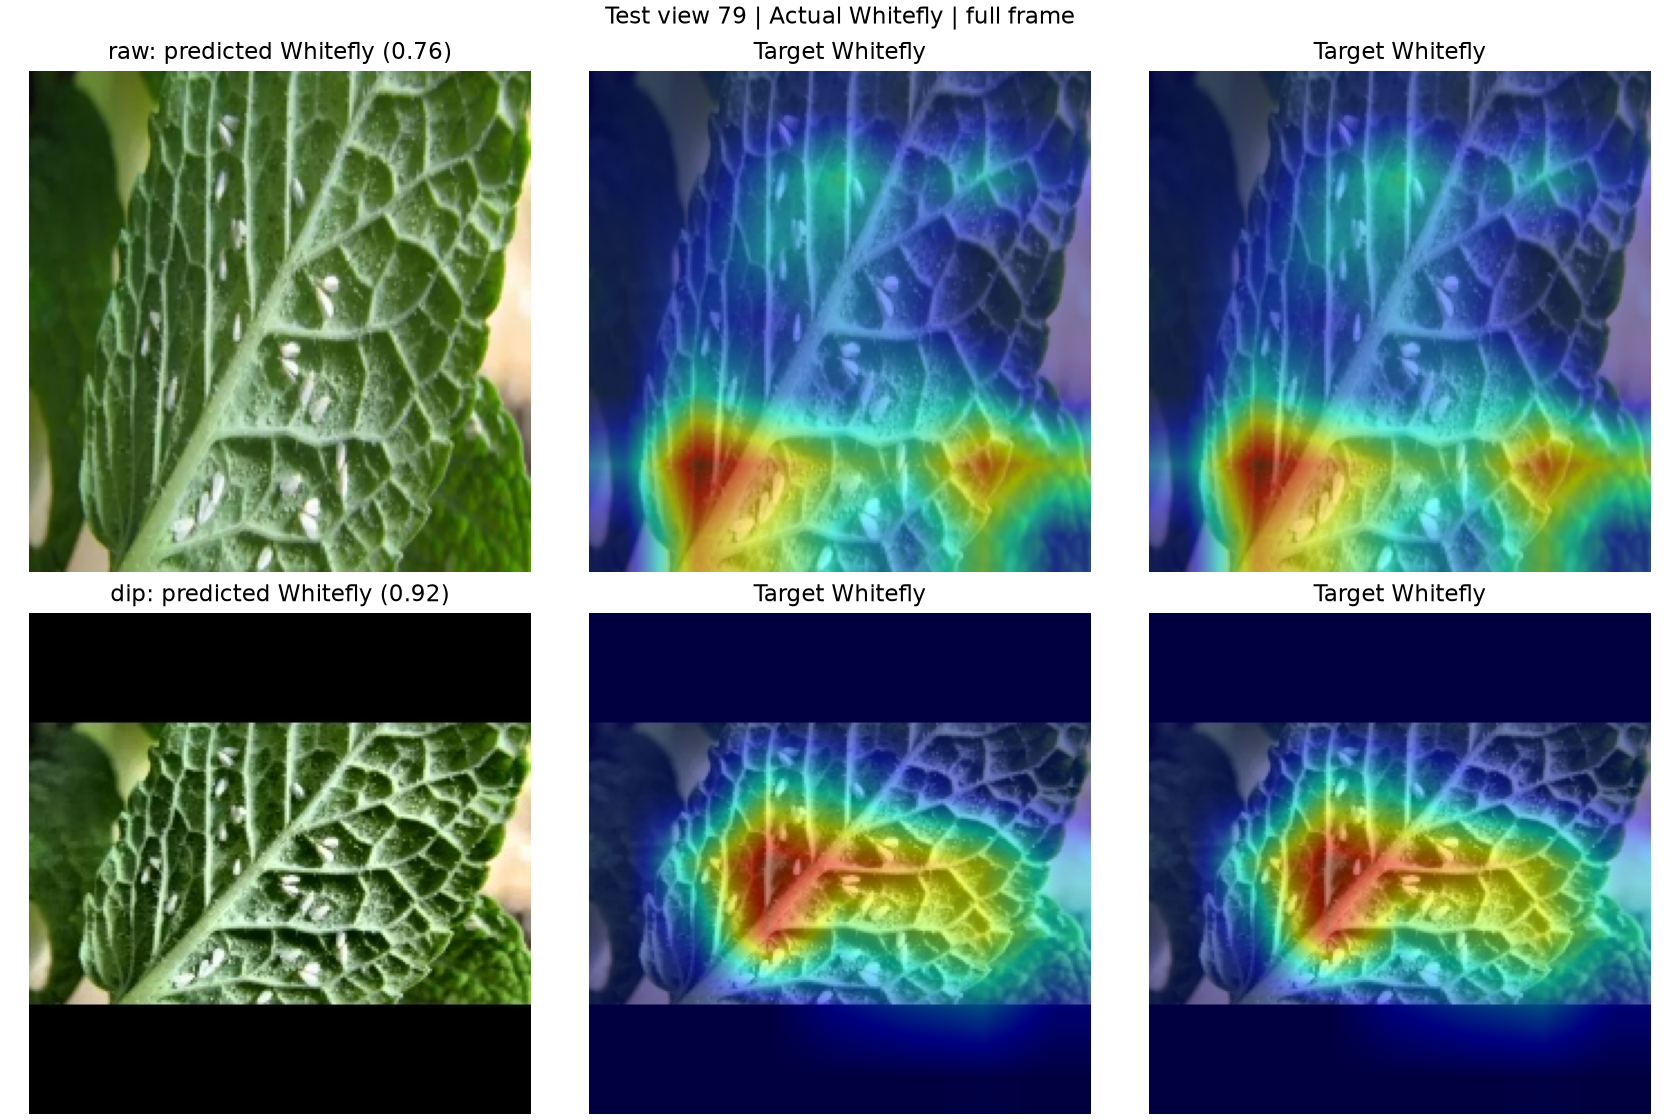 Test view 79 | Actual Whitefly | full frame
raw: predicted Whitefly (0.76)
Target Whitefly
Target Whitefly
dip: predicted Whitefly (0.92)
Target Whitefly
Target Whitefly